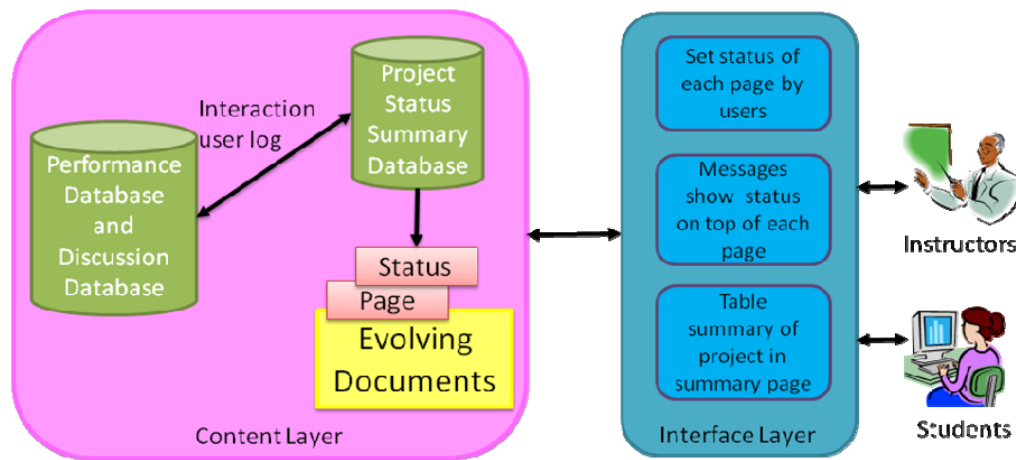 Performance
Database
and
Discussion
Database
Interaction
user log
Project
Status
Summary
Database
Status
Page
Evolving
Documents
Content Layer
Set status of
each page by
users
Messages
show status
on top of each
page
Table
summary of
project in
summary page
Interface Layer
Instructors
Students